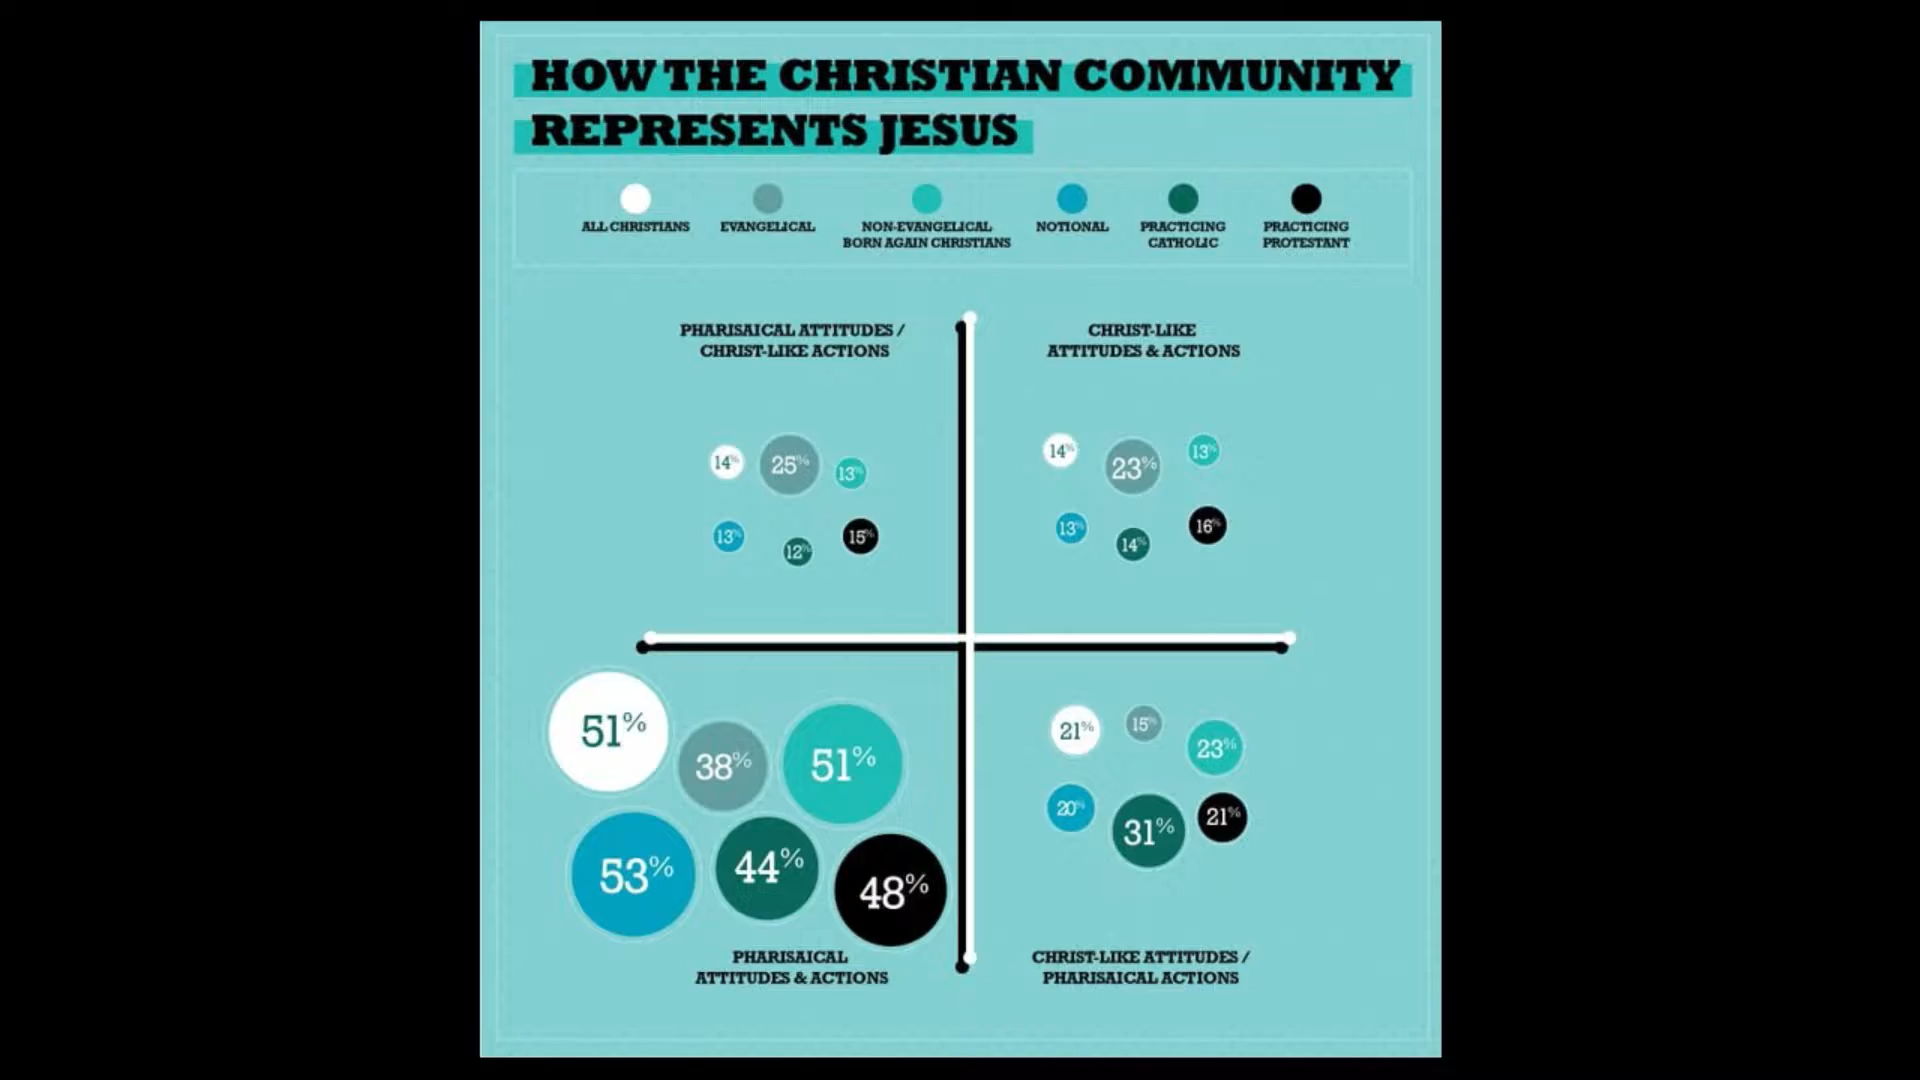 HOW THE CHRISTIAN COMMUNITY
REPRESENTS JESUS
ALL CHRISTIANS
EVANGELICAL
NON-EVANGELICAL
BORN AGAIN CHRISTIANS
NOTIONAL
PRACTICING
CATHOLIC
PRACTICING
PROTESTANT
PHARISAICAL ATTITUDES /
CHRIST-LIKE ACTIONS
14%
25%
13%
13%
12%
15%
CHRIST-LIKE
ATTITUDES & ACTIONS
14%
23%
13%
13%
14%
16%
51%
38%
51%
53%
44%
48%
PHARISAICAL
ATTITUDES & ACTIONS
21%
15%
23%
20%
31%
21%
CHRIST-LIKE ATTITUDES /
PHARISAICAL ACTIONS